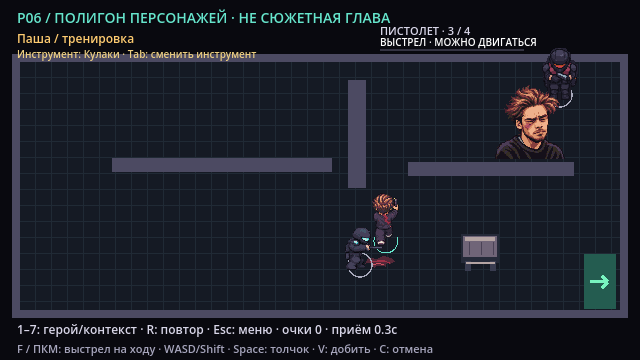 P06 / ПОЛИГОН ПЕРСОНАЖЕЙ · НЕ СЮЖЕТНАЯ ГЛАВА
Паша / тренировка
ПИСТОЛЕТ · 3 / 4
ВЫСТРЕЛ · МОЖНО ДВИГАТЬСЯ
Инструмент: Кулаки · Tab: сменить инструмент
1–7: герой/контекст · R: повтор · Esc: меню · очки 0 · приём 0.3с
F / ПКМ: выстрел на ходу · WASD/Shift · Space: толчок · V: добить · C: отмена